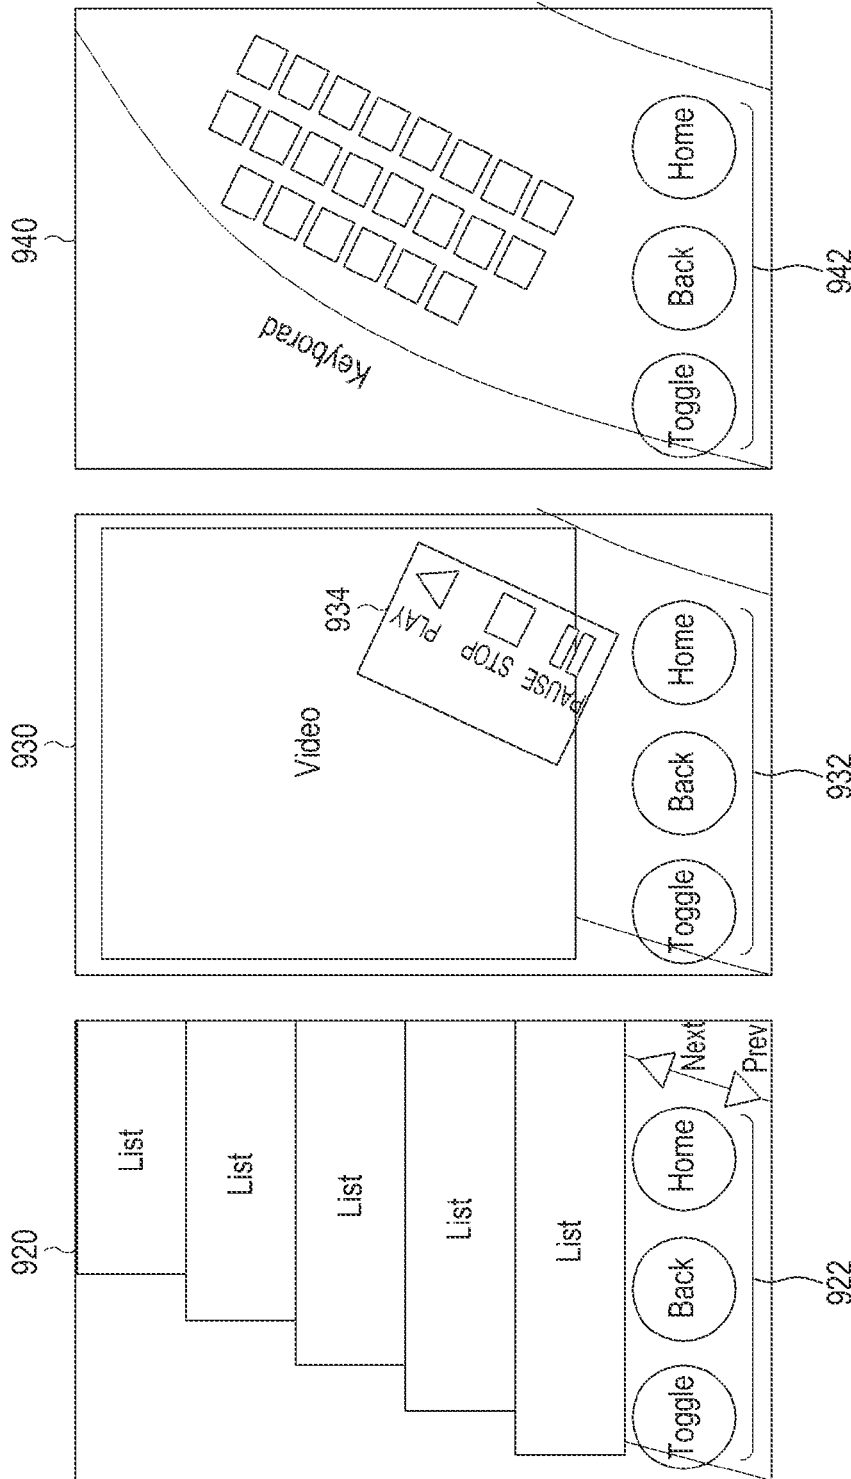 920
List
List
List
List
List
Next
Prev
Toggle
Back
Home
922
930
Video
934
PLAY
STOP
PAUSE
Toggle
Back
Home
932
940
Keyborad
Toggle
Back
Home
942